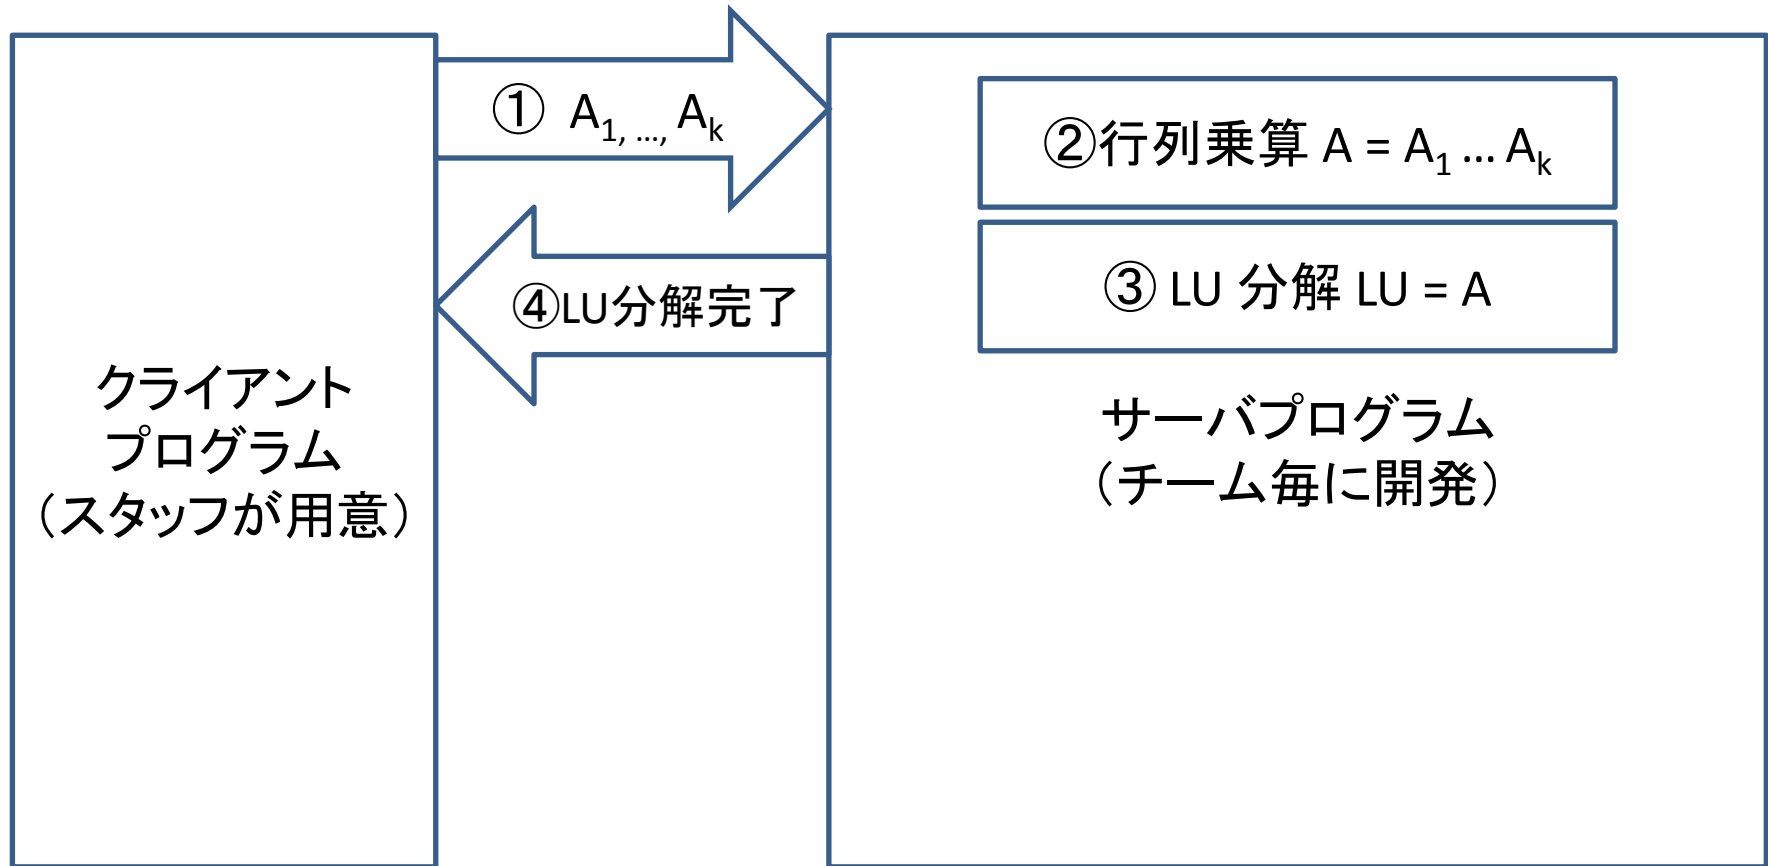 ① A1, …, Ak
②行列乗算 A = A1 … Ak
③ LU 分解 LU = A
④LU分解完了
クライアント
プログラム
（スタッフが用意）
サーバプログラム
（チーム毎に開発）